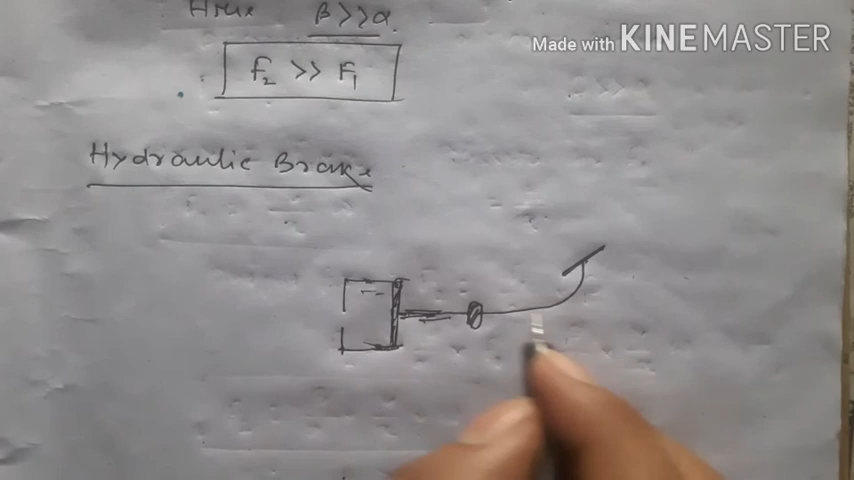 Made with KINEMASTER
β>>α.
F₂ >> F₁
Hydraulic Brake